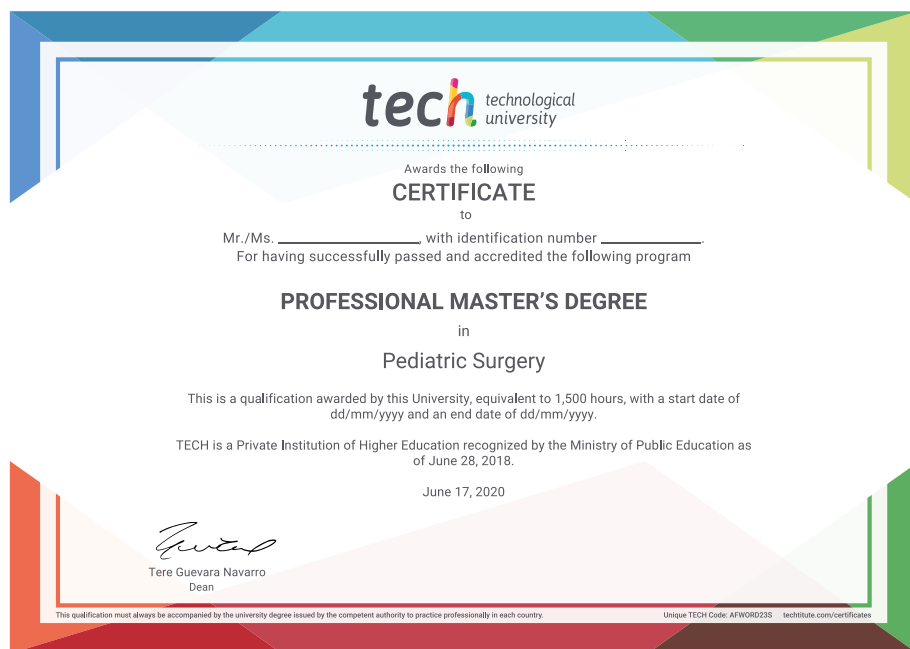 tech technological
university
Awards the following
CERTIFICATE
to
Mr./Ms. ____________________, with identification number ______________.
For having successfully passed and accredited the following program
PROFESSIONAL MASTER'S DEGREE
in
Pediatric Surgery
This is a qualification awarded by this University, equivalent to 1,500 hours, with a start date of
dd/mm/yyyy and an end date of dd/mm/yyyy.
TECH is a Private Institution of Higher Education recognized by the Ministry of Public Education as
of June 28, 2018.
June 17, 2020
Tere Guevara Navarro
Dean
This qualification must always be accompanied by the university degree issued by the competent authority to practice professionally in each country.
Unique TECH Code: AFWORD23S techtitute.com/certificates